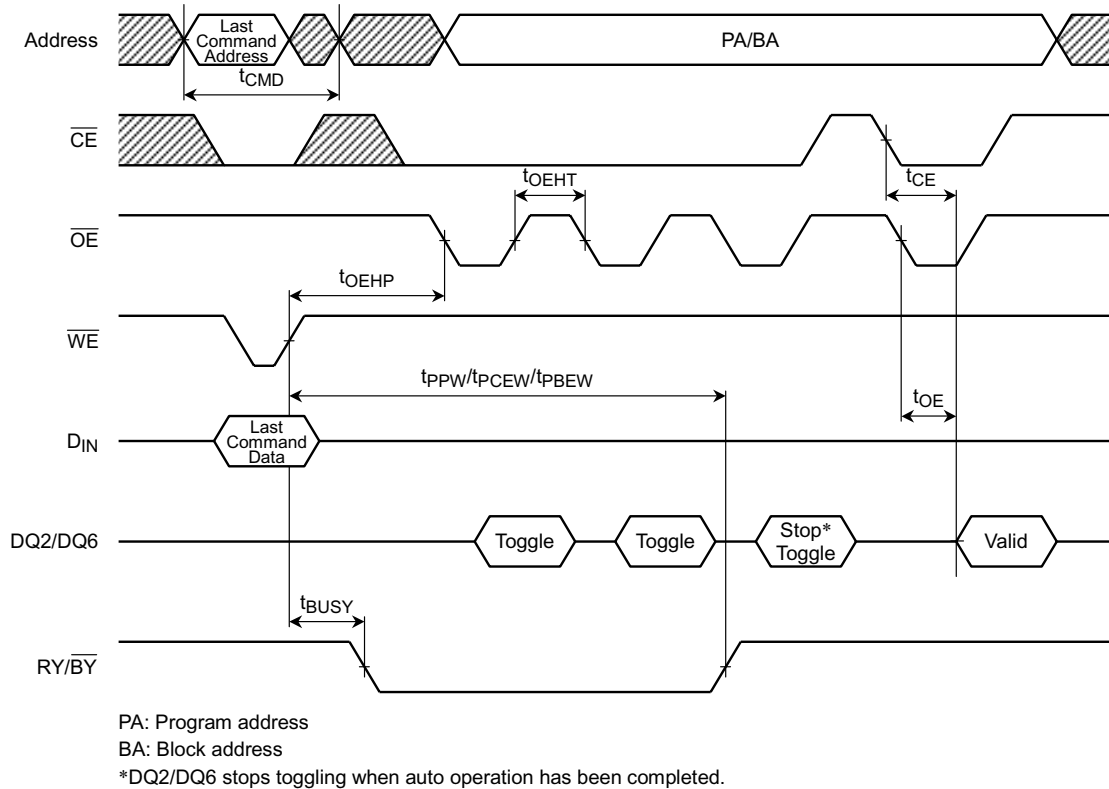 Address
Last
Command
Address
PA/BA
tCMD
CE
tCE
tOEHT
OE
tOEHP
WE
tPPW/tPCEW/tPBEW
tOE
DIN
Last
Command
Data
DQ2/DQ6
Toggle
Toggle
Stop*
Toggle
Valid
tBUSY
RY/BY
PA: Program address
BA: Block address
*DQ2/DQ6 stops toggling when auto operation has been completed.